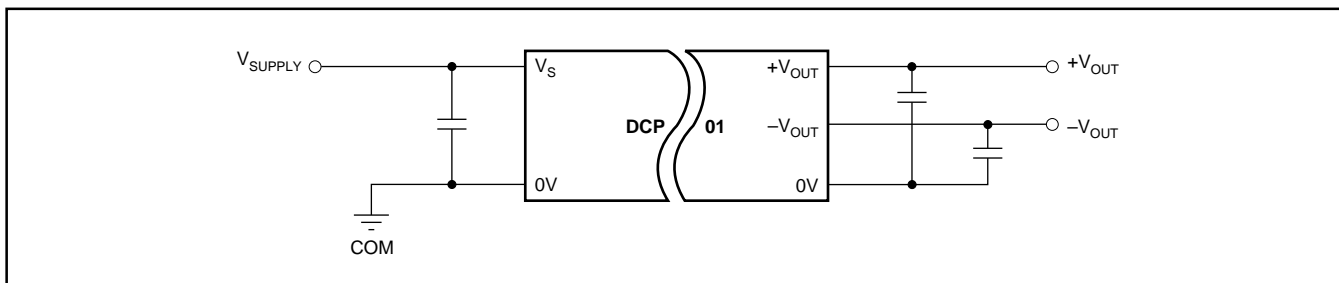 V_SUPPLY
V_S
+V_OUT
+V_OUT
DCP 01
–V_OUT
–V_OUT
0V
0V
COM